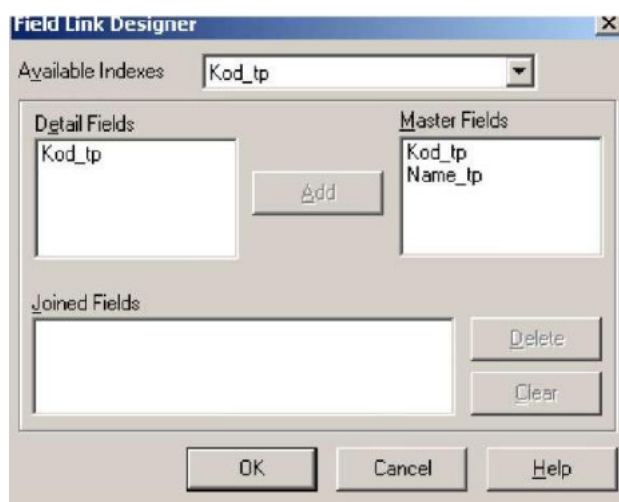 Field Link Designer
Available Indexes Kod_tp
Detail Fields Master Fields
Kod_tp Kod_tp
Name_tp
Add
Joined Fields
Delete
Clear
OK Cancel Help